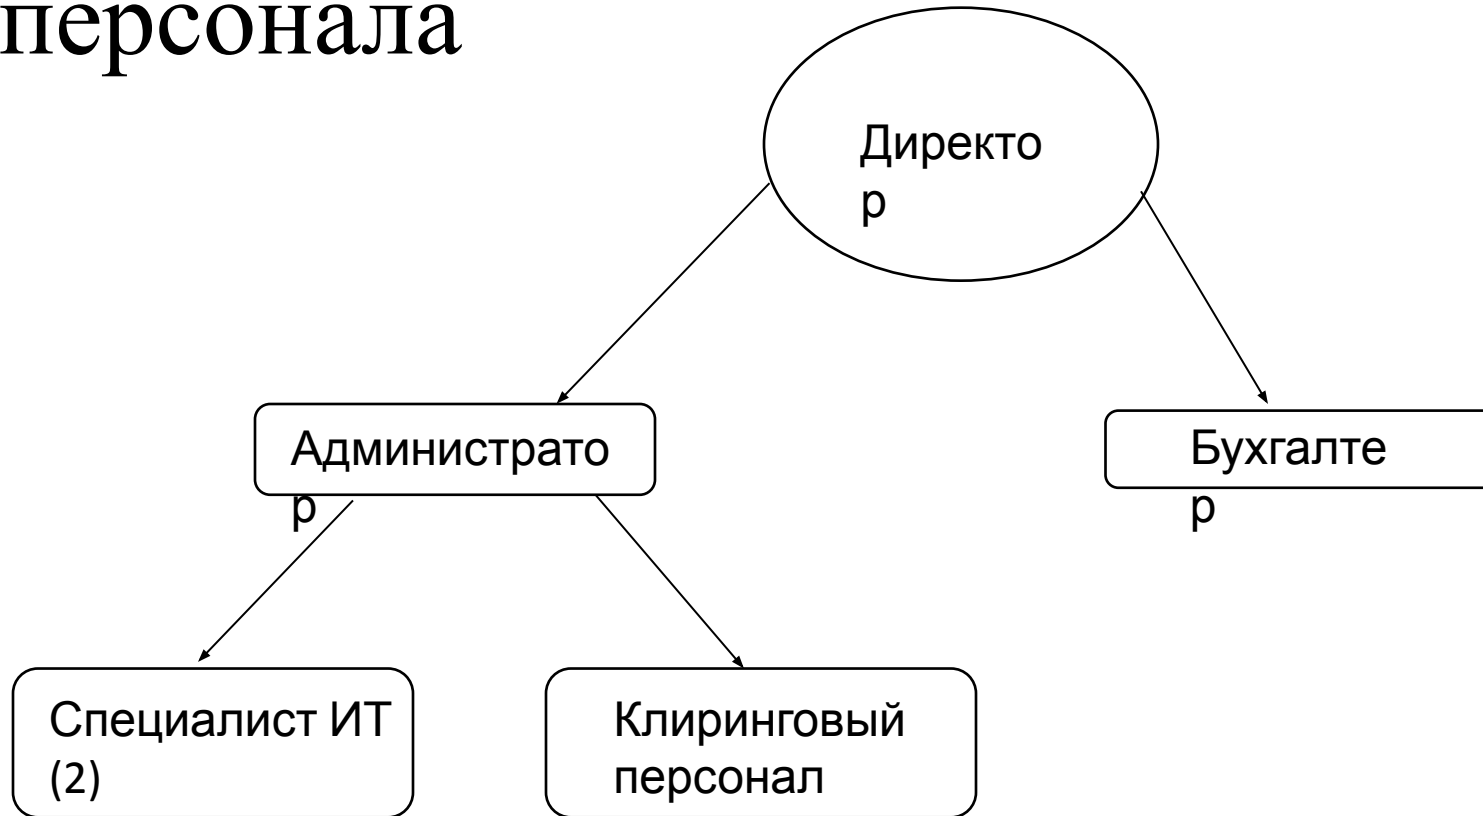 персонала
Директо
р
Администрато
р
Бухгалте
р
Специалист ИТ
(2)
Клиринговый
персонал